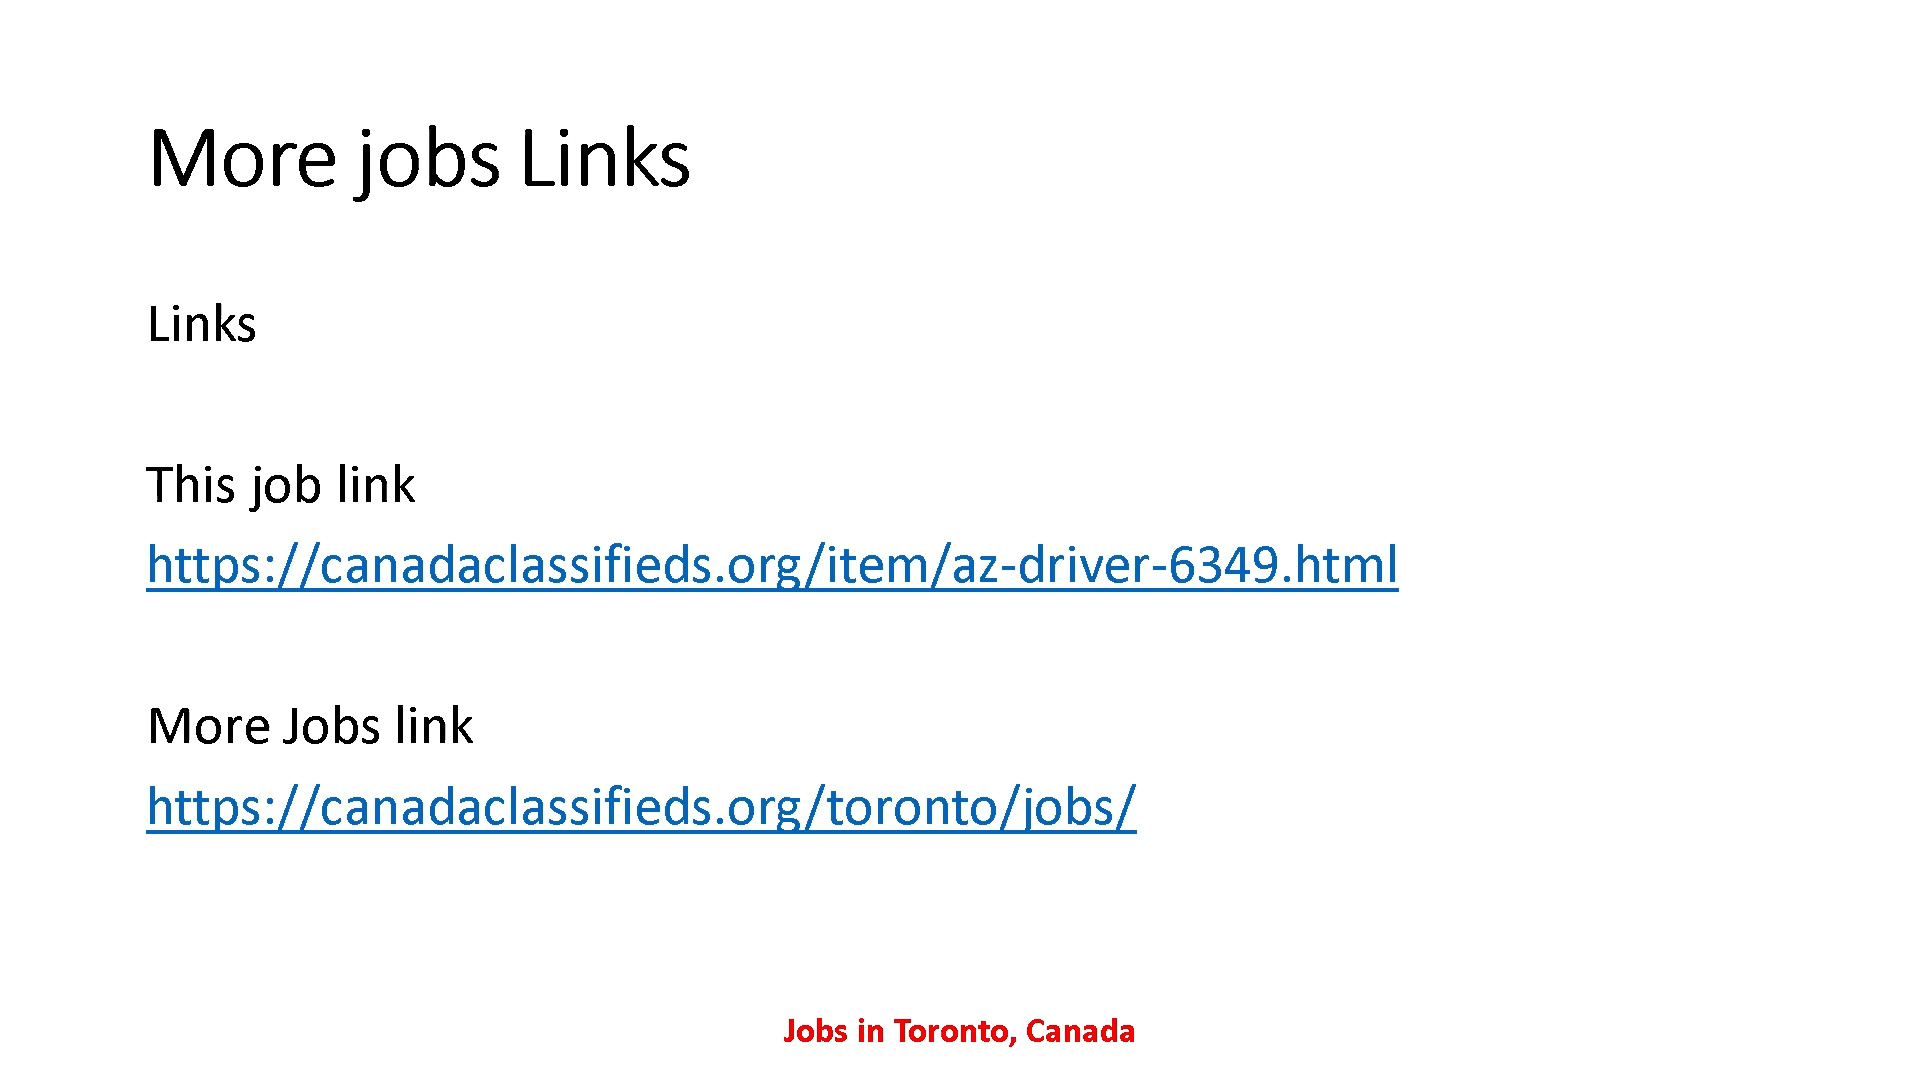 More jobs Links
Links
This job link
https://canadaclassifieds.org/item/az-driver-6349.html
More Jobs link
https://canadaclassifieds.org/toronto/jobs/
Jobs in Toronto, Canada